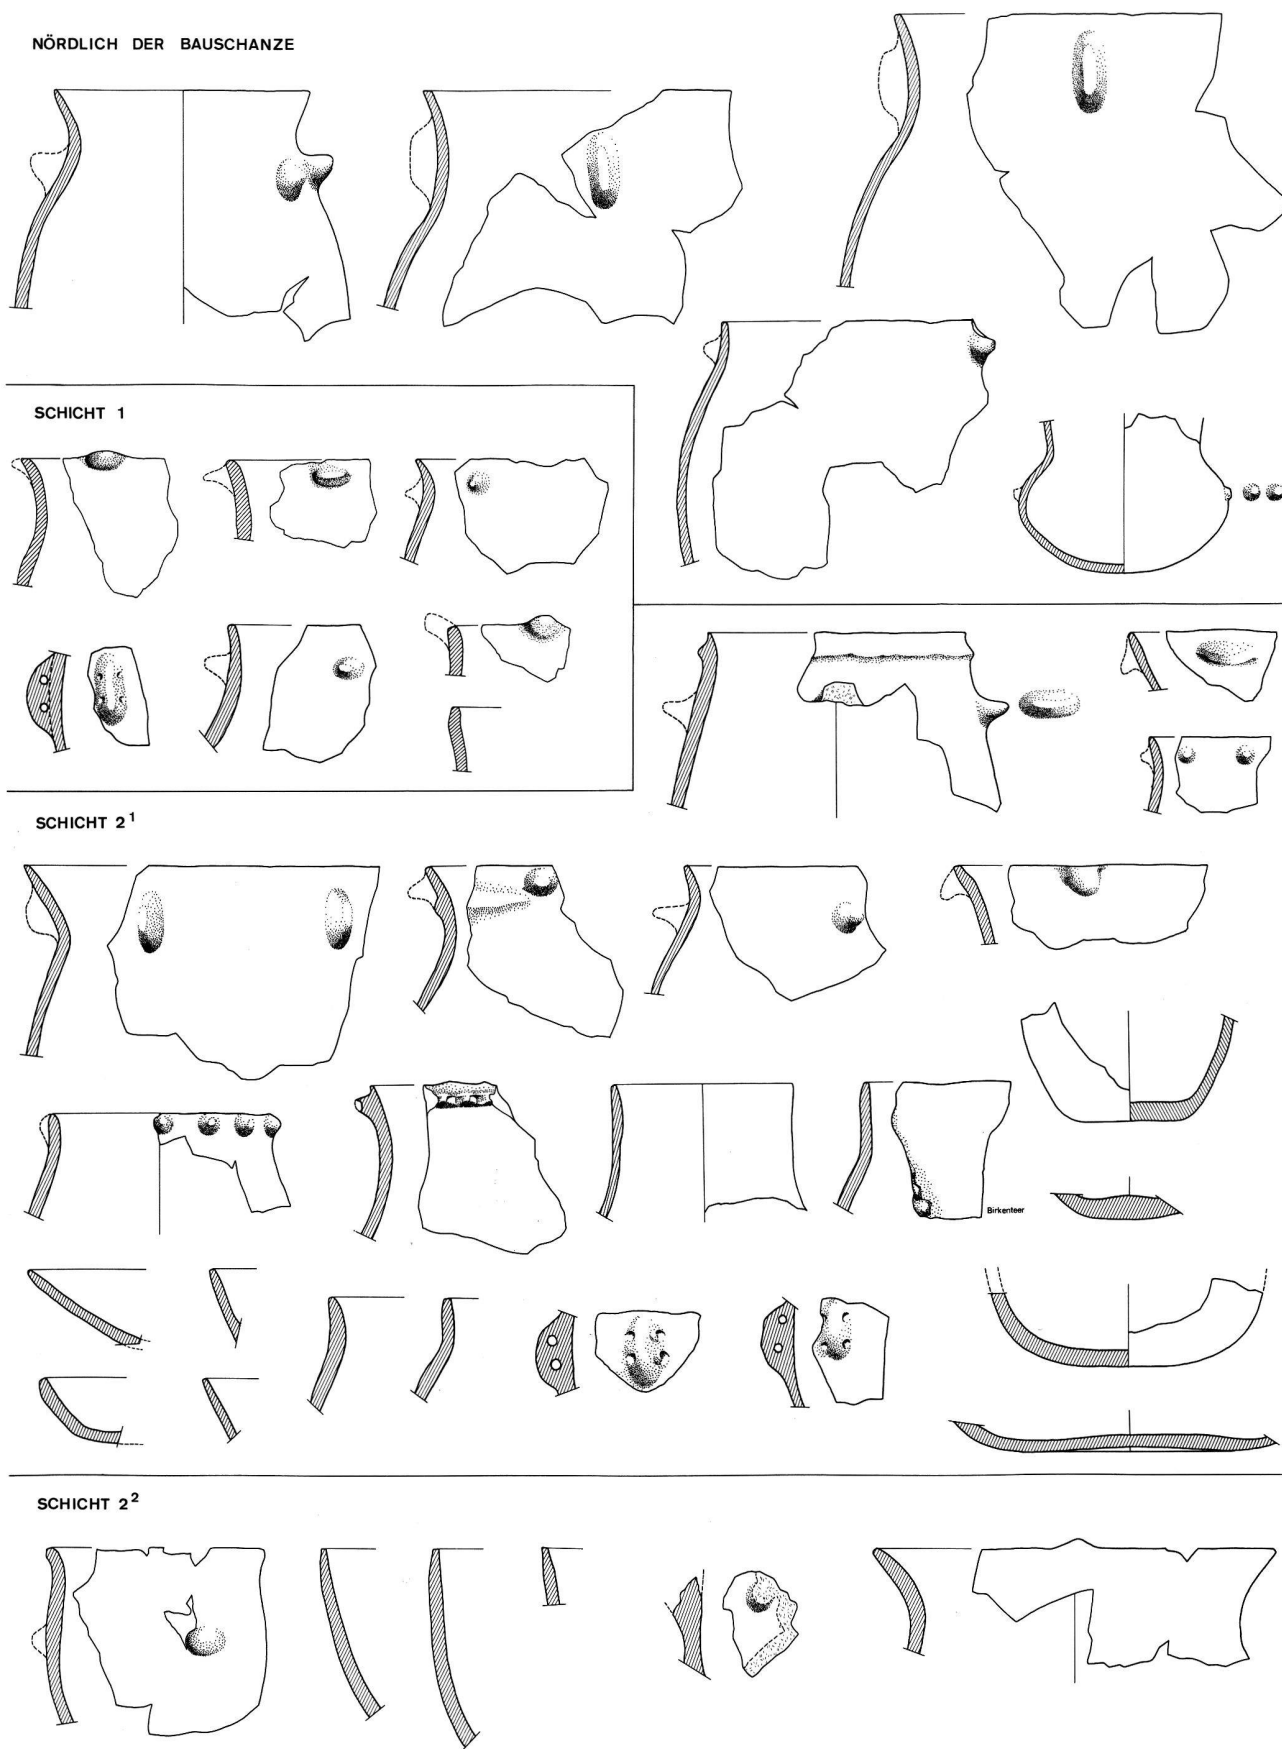 NÖRDLICH DER BAUSCHANZE
SCHICHT 1
SCHICHT 2¹
Birkenteer
SCHICHT 2²